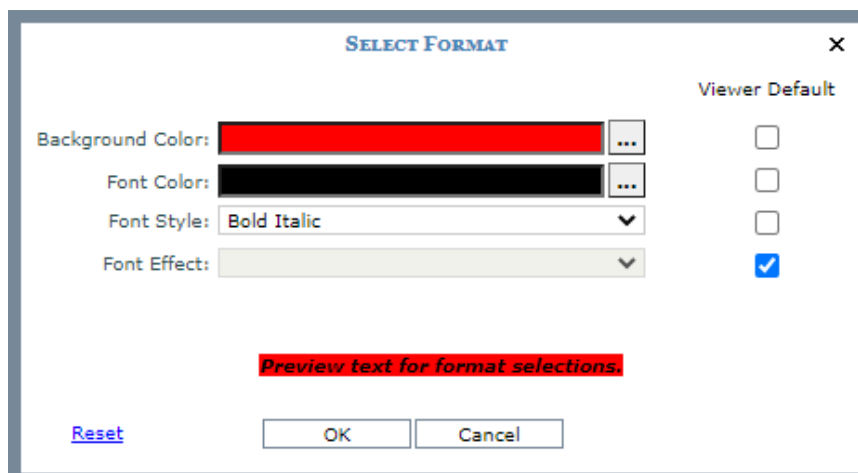 SELECT FORMAT
Viewer Default
Background Color: ...
Font Color: ...
Font Style: Bold Italic
Font Effect:
Preview text for format selections.
Reset OK Cancel